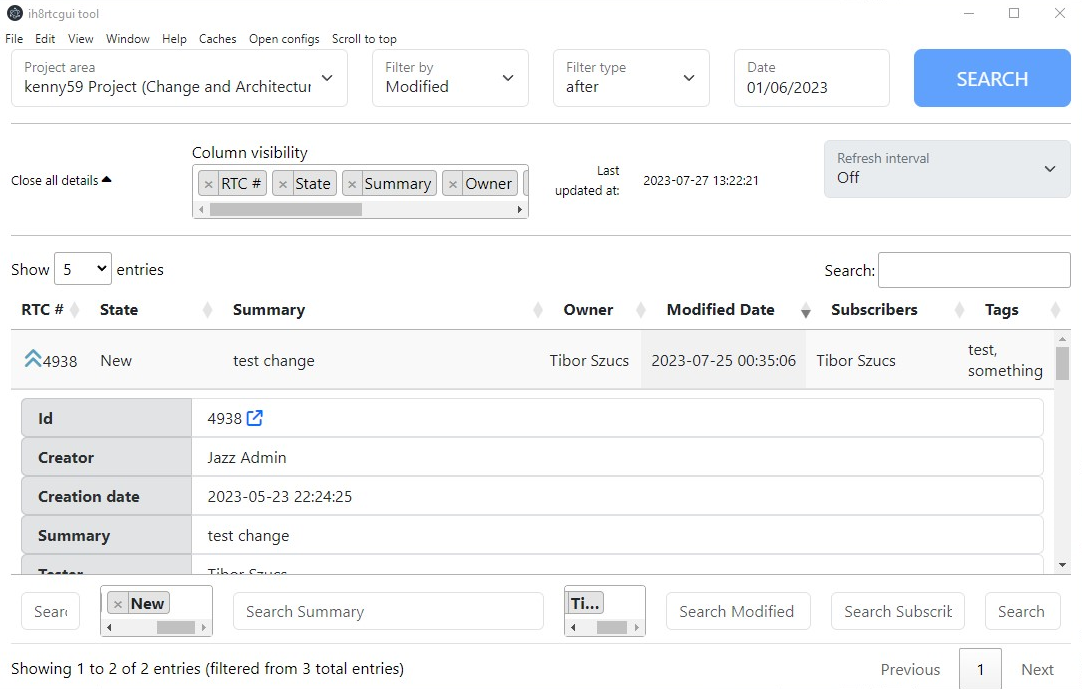 ih8rtcgui tool
File Edit View Window Help Caches Open configs Scroll to top
Project area
kenny59 Project (Change and Architectur
Filter by
Modified
Filter type
after
Date
01/06/2023
SEARCH
Close all details
Column visibility
× RTC # × State × Summary × Owner
Last
updated at:
2023-07-27 13:22:21
Refresh interval
Off
Show 5 entries
Search:
RTC # State Summary Owner Modified Date Subscribers Tags
4938 New test change Tibor Szucs 2023-07-25 00:35:06 Tibor Szucs test,
something
Id 4938
Creator Jazz Admin
Creation date 2023-05-23 22:24:25
Summary test change
Tester Tibor Szucs
Searc × New Search Summary Ti... Search Modified Search Subscrib Search
Showing 1 to 2 of 2 entries (filtered from 3 total entries)
Previous 1 Next